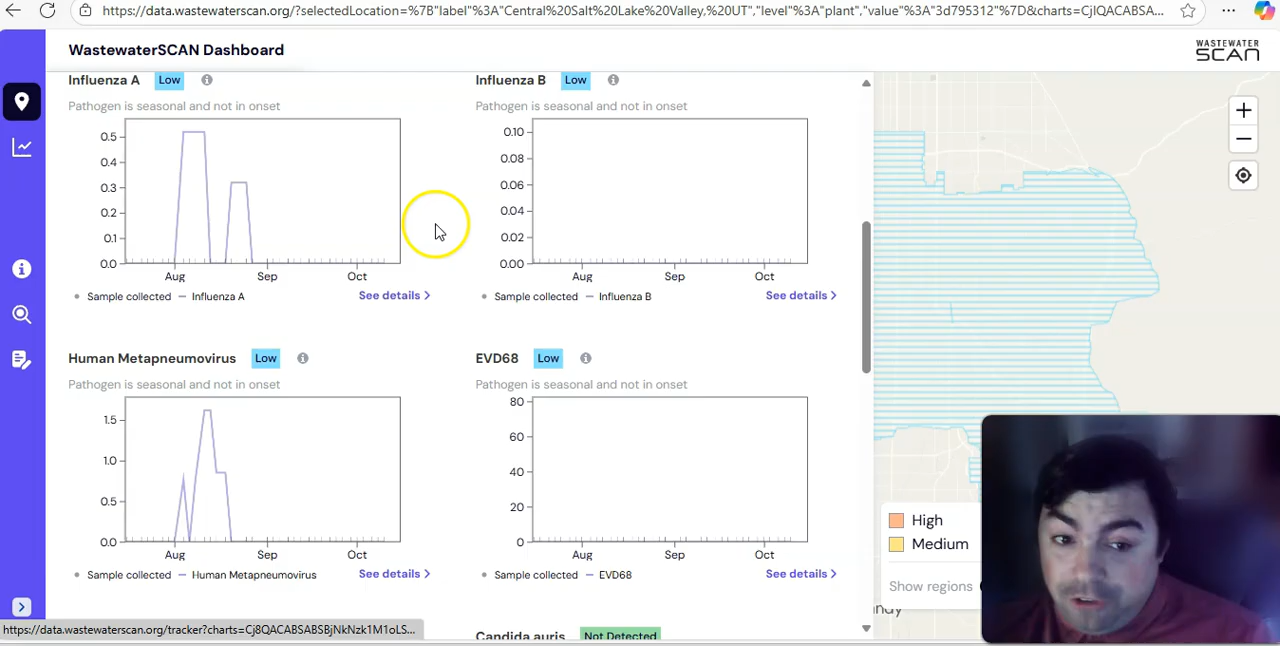 https://data.wastewaterscan.org/?selectedLocation=%7B"label"%3A"Central%20Salt%20Lake%20Valley,%20UT","level"%3A"plant","value"%3A"3d795312"%7D&charts=CjIQACABSA...
WastewaterSCAN Dashboard
WASTEWATER
SCAN
Influenza A Low
Pathogen is seasonal and not in onset
0.5
0.4
0.3
0.2
0.1
0.0
Aug Sep Oct
Sample collected Influenza A
See details >
Influenza B Low
Pathogen is seasonal and not in onset
0.10
0.08
0.06
0.04
0.02
0.00
Aug Sep Oct
Sample collected Influenza B
See details >
Human Metapneumovirus Low
Pathogen is seasonal and not in onset
1.5
1.0
0.5
0.0
Aug Sep Oct
Sample collected Human Metapneumovirus
See details >
EVD68 Low
Pathogen is seasonal and not in onset
80
60
40
20
0
Aug Sep Oct
Sample collected EVD68
See details >
Candida auris Not Detected
High
Medium
Show regions
ndy
https://data.wastewaterscan.org/tracker?charts=Cj8QACABSABSBjNkNzk1M1oLS...